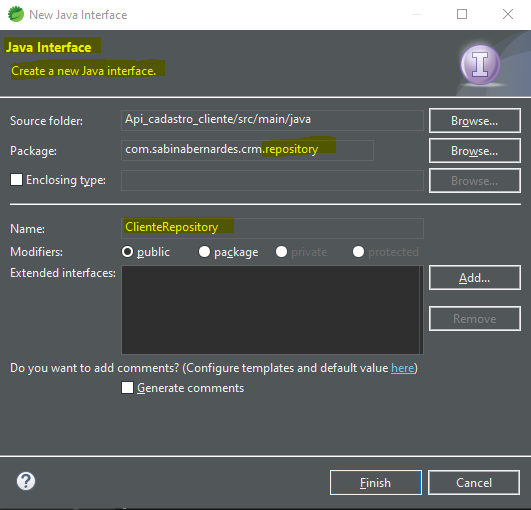 New Java Interface
Java Interface
Create a new Java interface.
I
Source folder: Api_cadastro_cliente/src/main/java Browse...
Package: com.sabinabernardes.crm.repository Browse...
Enclosing type: Browse...
Name: ClienteRepository
Modifiers: public package private protected
Extended interfaces: Add...
Remove
Do you want to add comments? (Configure templates and default value here)
Generate comments
? Finish Cancel